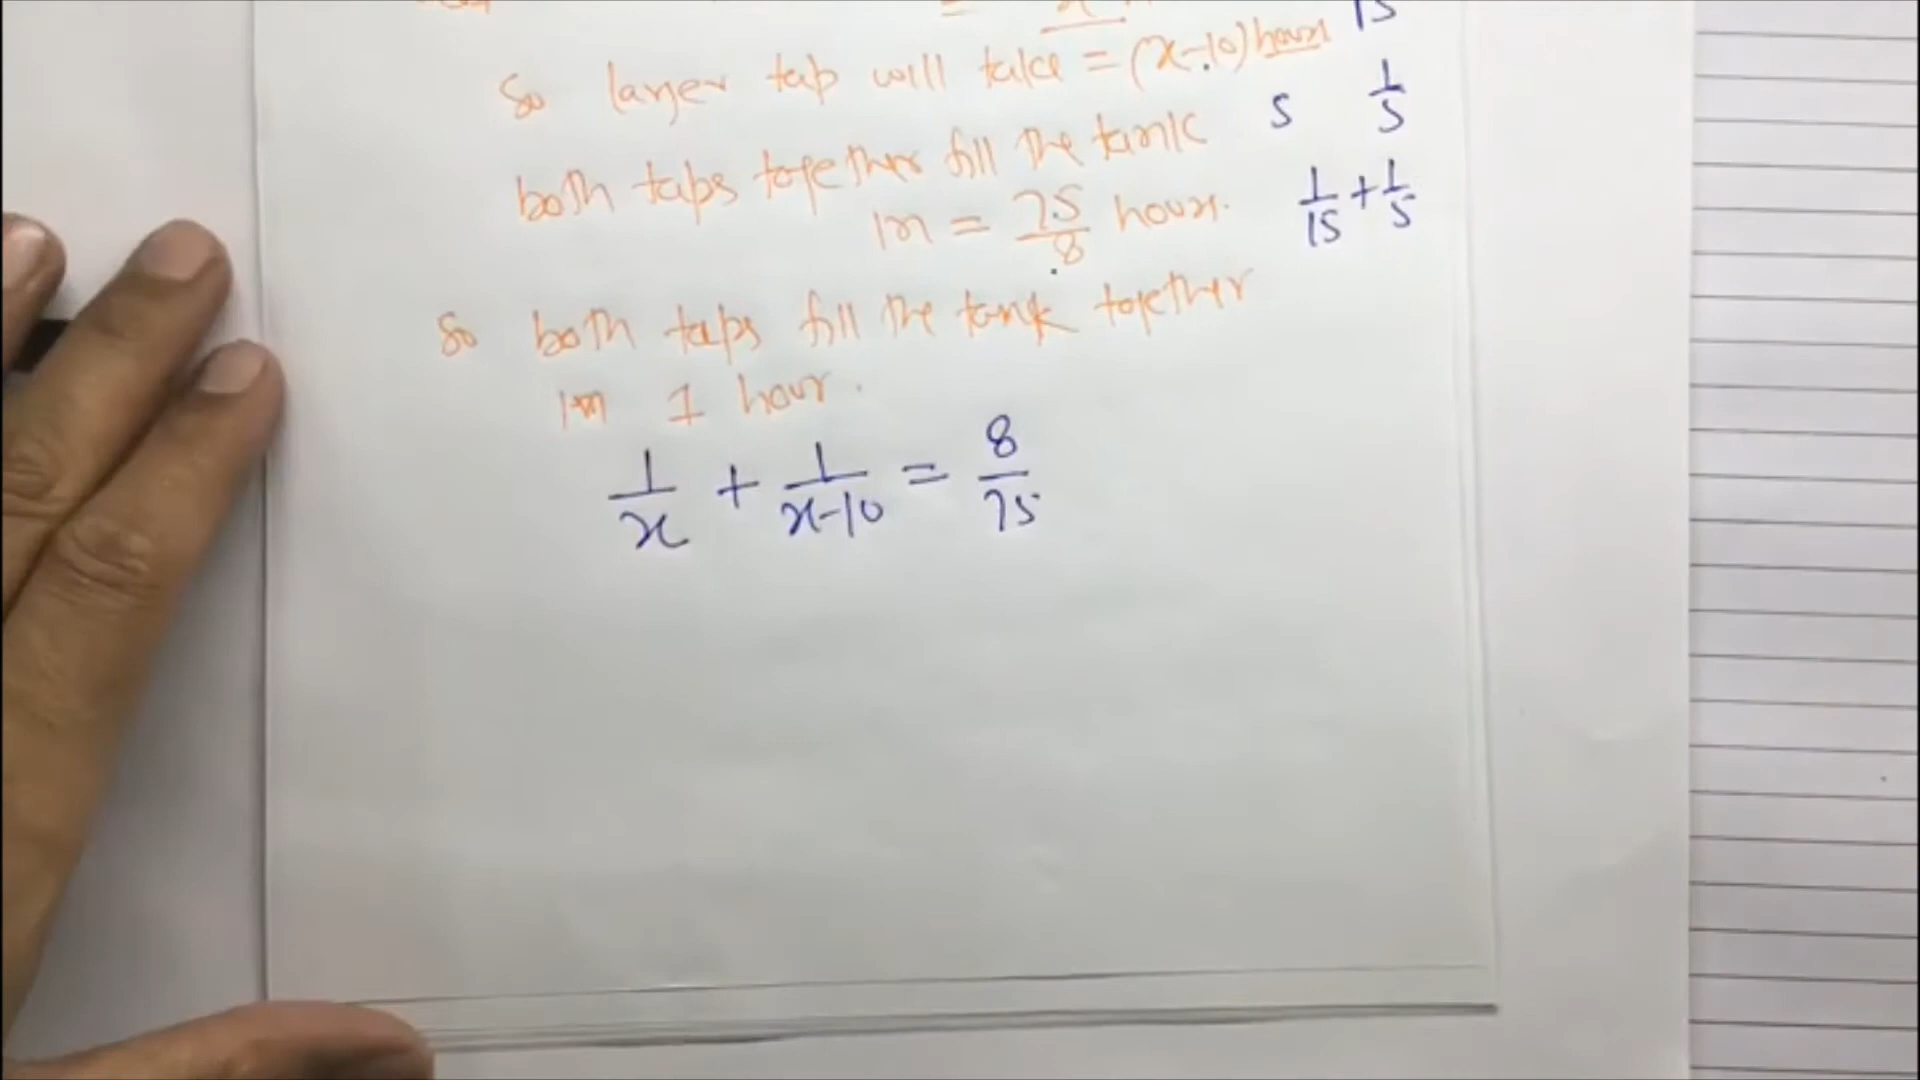 So larger tap will take = (x-10) hours
15
5 1/5
both taps together fill the tank
in = 75/8 hours.
1/15 + 1/5
So both taps fill the tank together
in 1 hour.
1/x + 1/(x-10) = 8/75